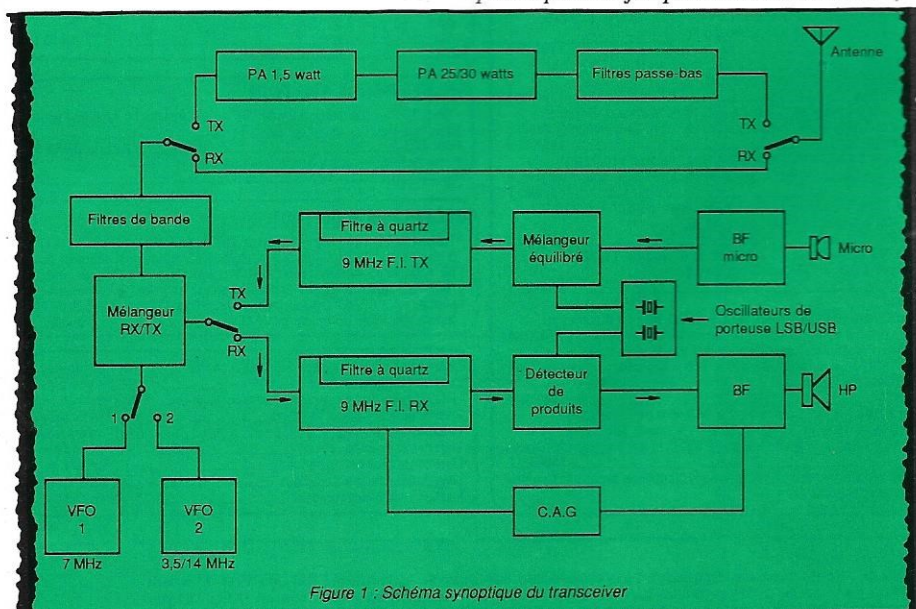 Antenne
PA 1,5 watt
PA 25/30 watts
Filtres passe-bas
TX
RX
TX
RX
Filtres de bande
Filtre à quartz
9 MHz F.I. TX
Mélangeur
équilibré
BF
micro
Micro
Mélangeur
RX/TX
TX
RX
Oscillateurs de
porteuse LSB/USB
Filtre à quartz
9 MHz F.I. RX
Détecteur
de
produits
BF
HP
1
2
VFO
1
VFO
2
C.A.G
7 MHz
3,5/14 MHz
Figure 1 : Schéma synoptique du transceiver